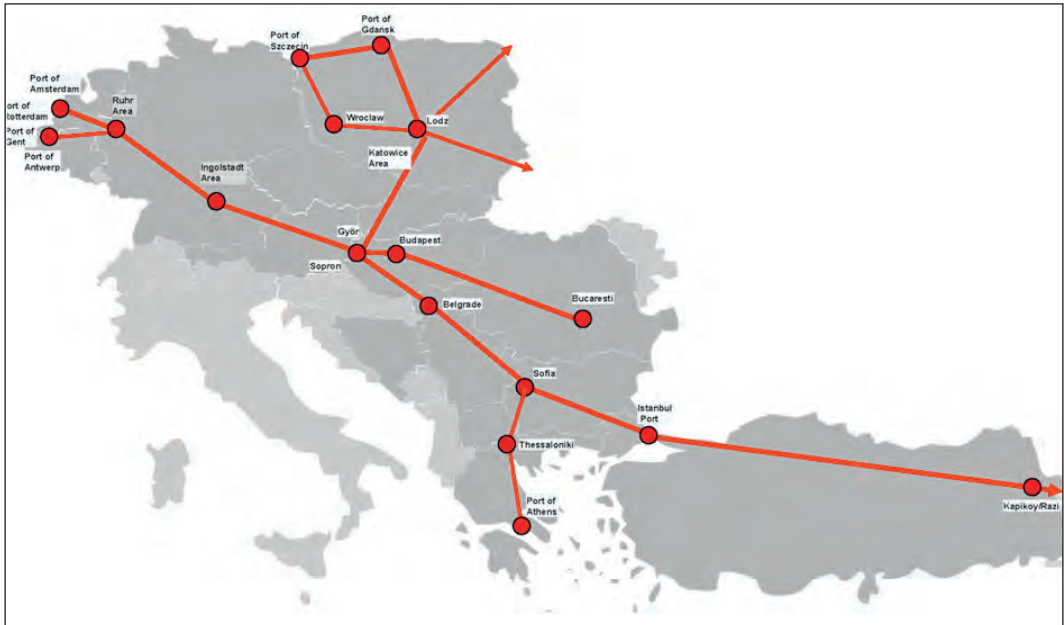 Port of
Gdansk
Port of
Szczecin
Port of
Amsterdam
Ruhr
Area
ort of
otterdam
Port of
Gent
Port of
Antwerp
Wroclaw
Lodz
Katowice
Area
Ingolstadt
Area
Györ
Budapest
Sopron
Belgrade
Bucaresti
Sofia
Istanbul
Port
Thessaloniki
Port of
Athens
Kapikoy/Razi